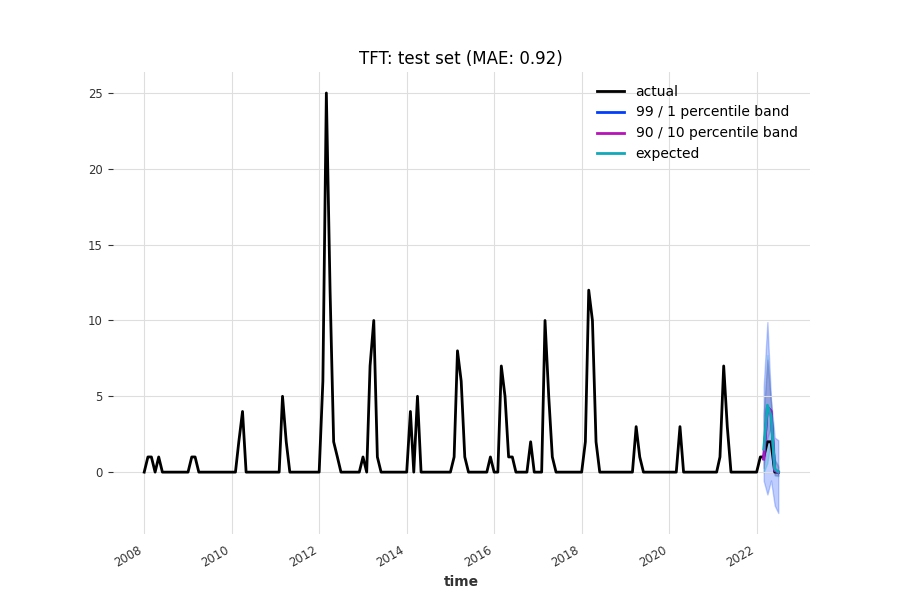 TFT: test set (MAE: 0.92)
actual
99 / 1 percentile band
90 / 10 percentile band
expected
25
20
15
10
5
0
2008
2010
2012
2014
2016
2018
2020
2022
time